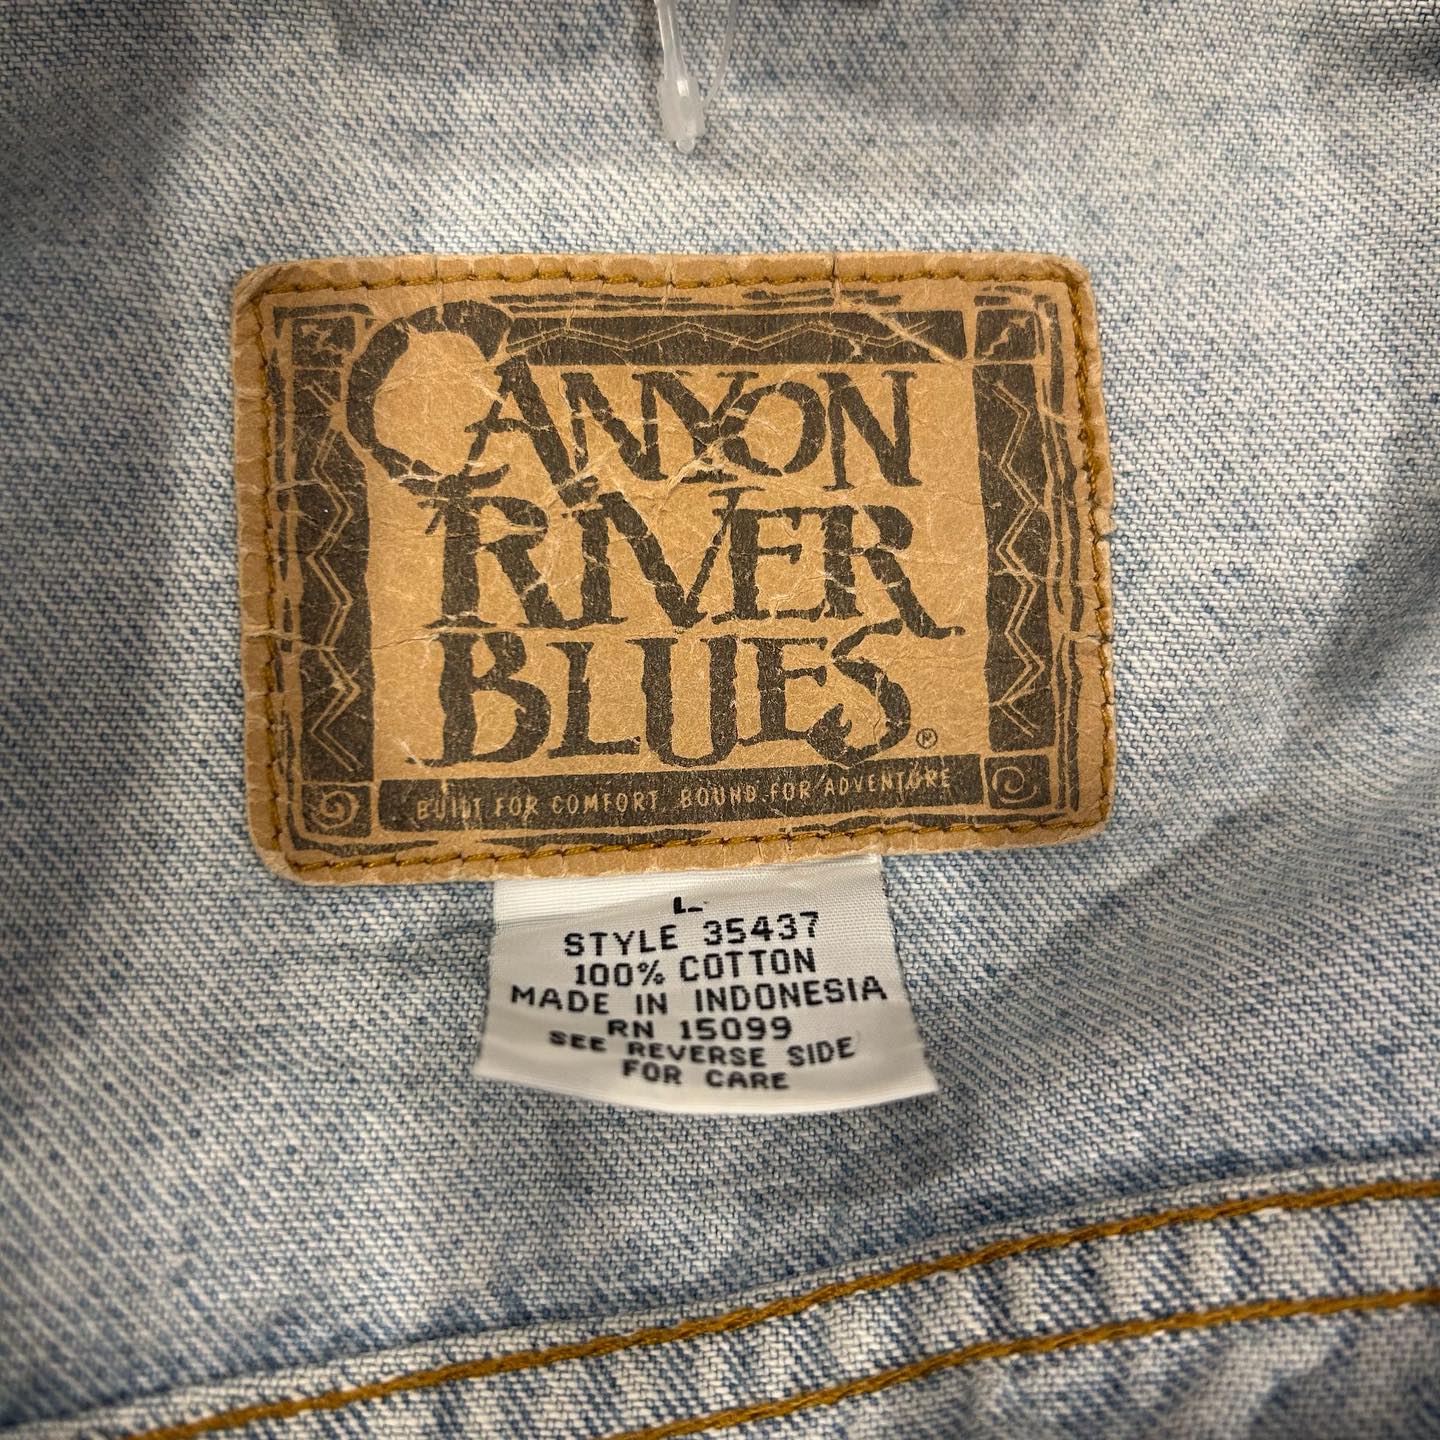 CANYON
RIVER
BLUES®
BUILT FOR COMFORT, BOUND FOR ADVENTURE
L
STYLE 35437
100% COTTON
MADE IN INDONESIA
RN 15099
SEE REVERSE SIDE
FOR CARE